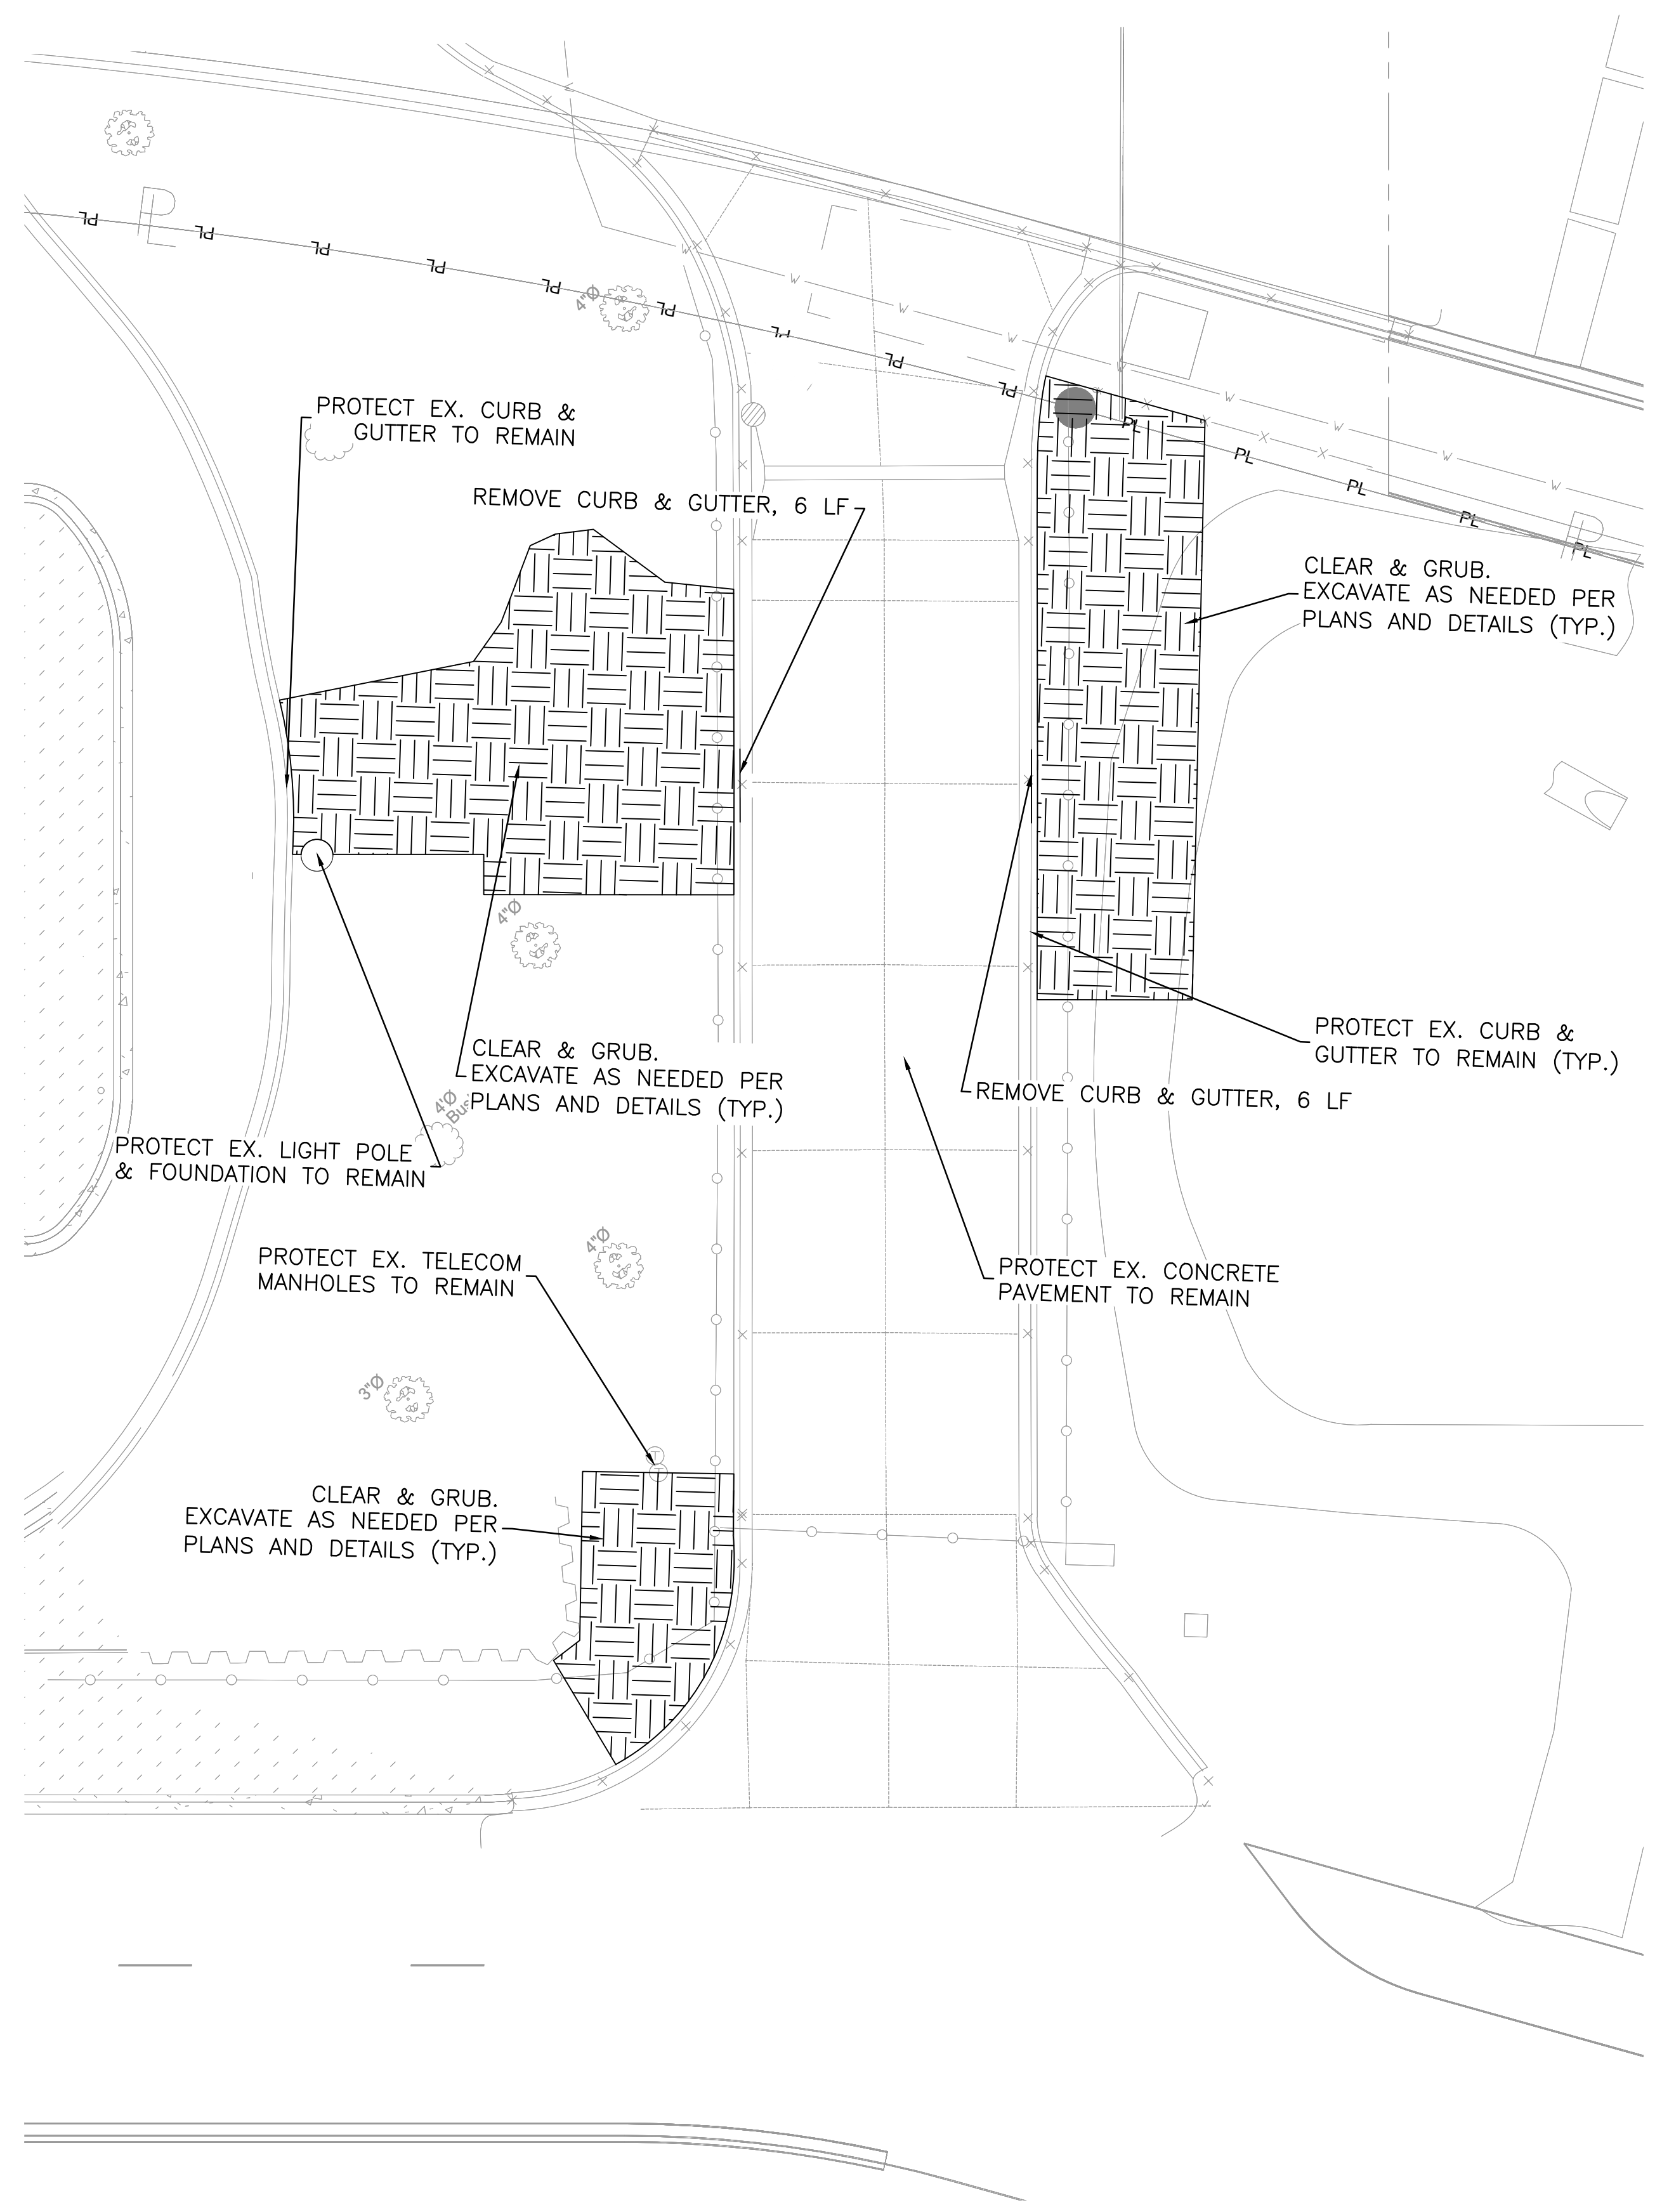 PL
P
L
PL
PL
PL
PL
4"Ø
PL
PL
PL
PL
W
W
W
W
W
W
W
W
W
PL
PL
PL
PL
PL
P
PROTECT EX. CURB &
GUTTER TO REMAIN
REMOVE CURB & GUTTER, 6 LF
CLEAR & GRUB.
EXCAVATE AS NEEDED PER
PLANS AND DETAILS (TYP.)
4"Ø
PROTECT EX. CURB &
GUTTER TO REMAIN (TYP.)
CLEAR & GRUB.
EXCAVATE AS NEEDED PER
PLANS AND DETAILS (TYP.)
REMOVE CURB & GUTTER, 6 LF
4'Ø
PROTECT EX. LIGHT POLE
& FOUNDATION TO REMAIN
4"Ø
PROTECT EX. TELECOM
MANHOLES TO REMAIN
PROTECT EX. CONCRETE
PAVEMENT TO REMAIN
3"Ø
T
T
CLEAR & GRUB.
EXCAVATE AS NEEDED PER
PLANS AND DETAILS (TYP.)